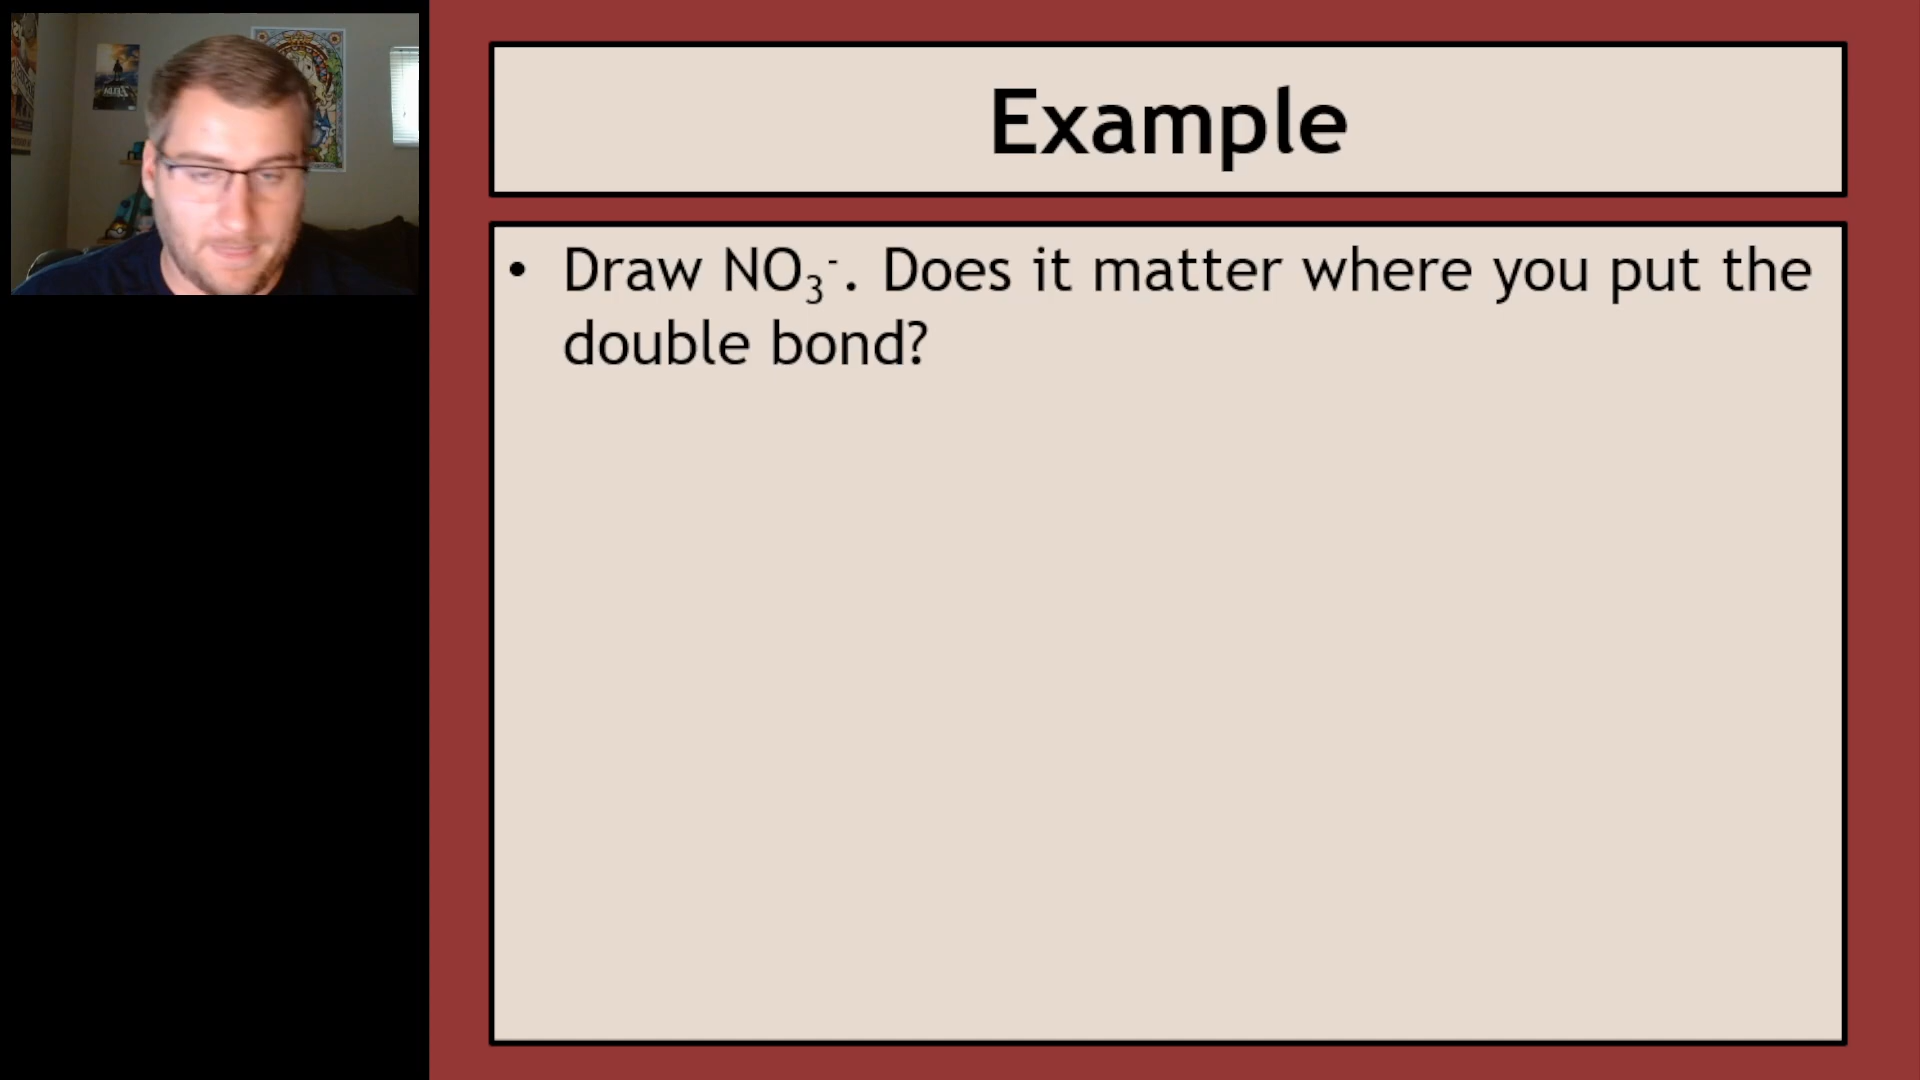 Example
• Draw NO₃⁻. Does it matter where you put the
double bond?